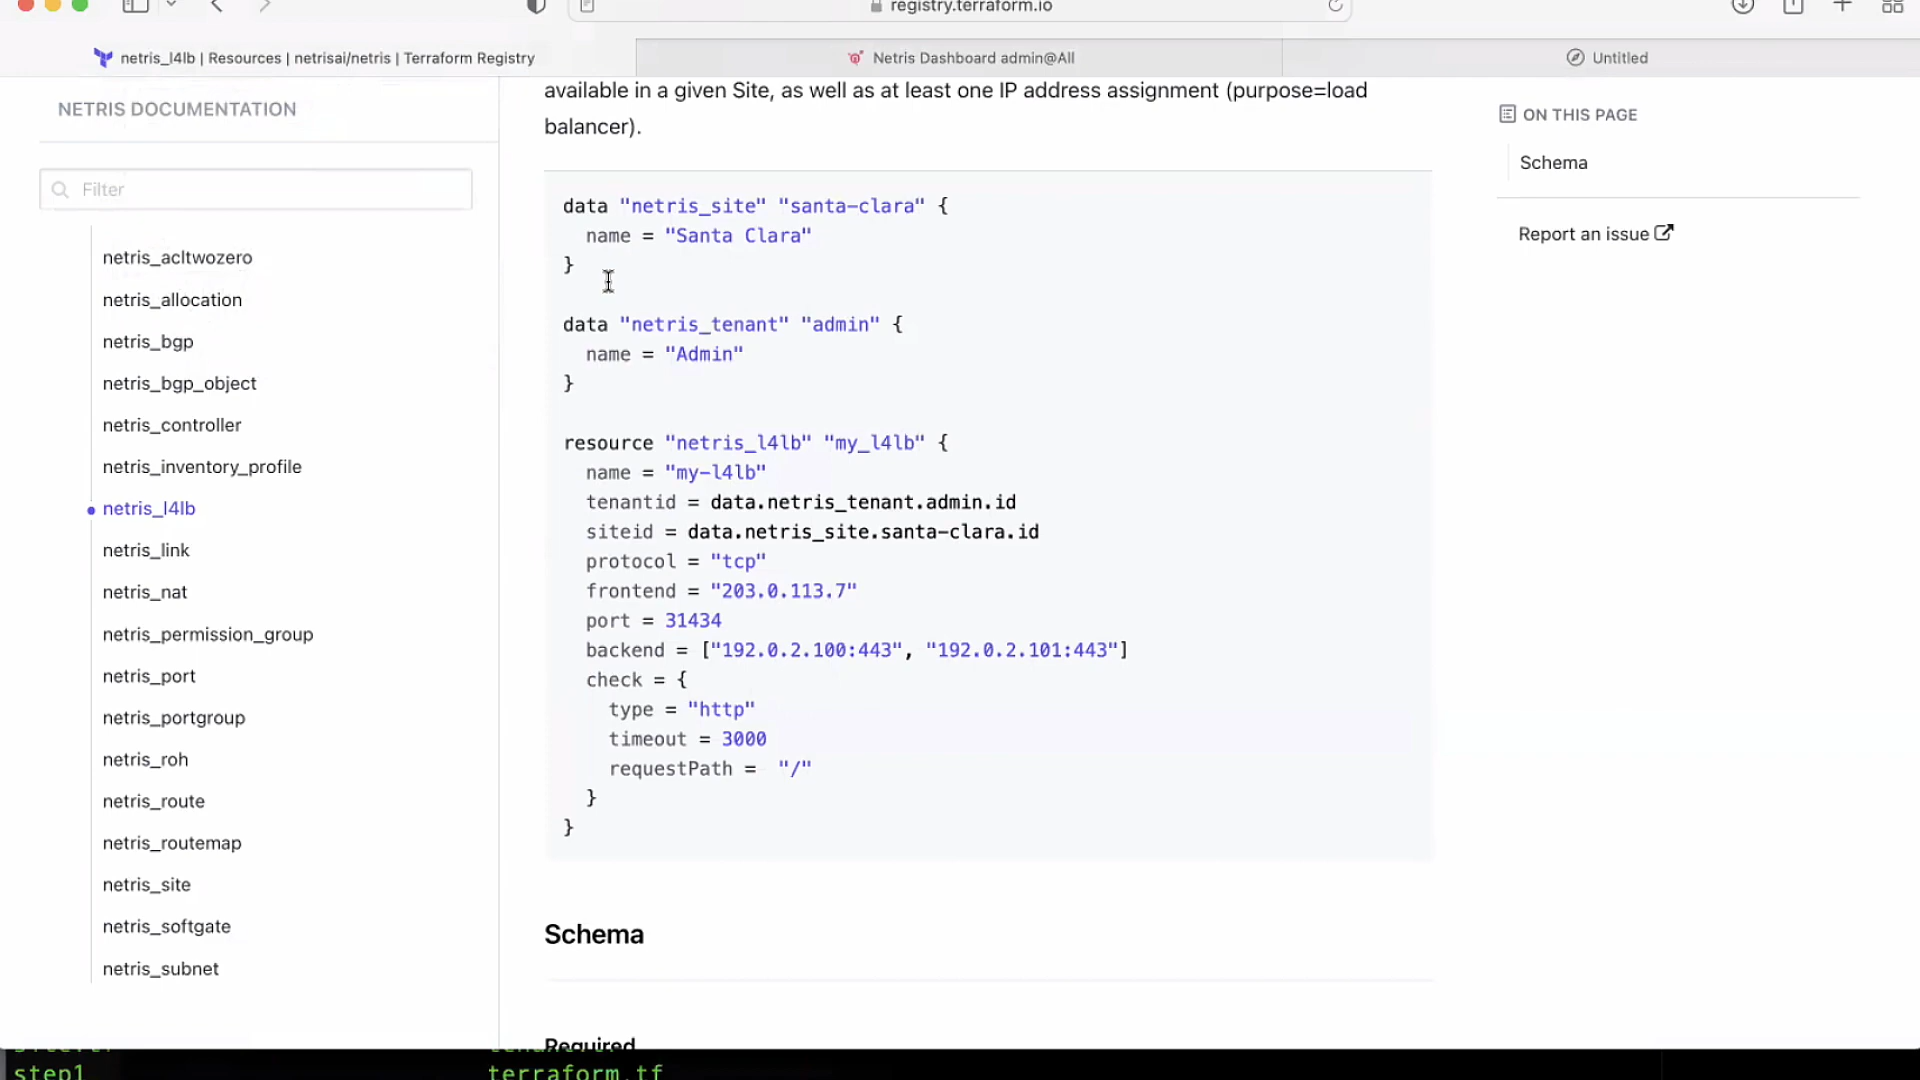 registry.terraform.io
netris_l4lb | Resources | netrisai/netris | Terraform Registry
Netris Dashboard admin@All
Untitled
NETRIS DOCUMENTATION
Filter
netris_acltwozero
netris_allocation
netris_bgp
netris_bgp_object
netris_controller
netris_inventory_profile
netris_l4lb
netris_link
netris_nat
netris_permission_group
netris_port
netris_portgroup
netris_roh
netris_route
netris_routemap
netris_site
netris_softgate
netris_subnet
available in a given Site, as well as at least one IP address assignment (purpose=load
balancer).
data "netris_site" "santa-clara" {
  name = "Santa Clara"
}
data "netris_tenant" "admin" {
  name = "Admin"
}
resource "netris_l4lb" "my_l4lb" {
  name = "my-l4lb"
  tenantid = data.netris_tenant.admin.id
  siteid = data.netris_site.santa-clara.id
  protocol = "tcp"
  frontend = "203.0.113.7"
  port = 31434
  backend = ["192.0.2.100:443", "192.0.2.101:443"]
  check = {
    type = "http"
    timeout = 3000
    requestPath =  "/"
  }
}
Schema
Required
ON THIS PAGE
Schema
Report an issue
step1
terraform.tf